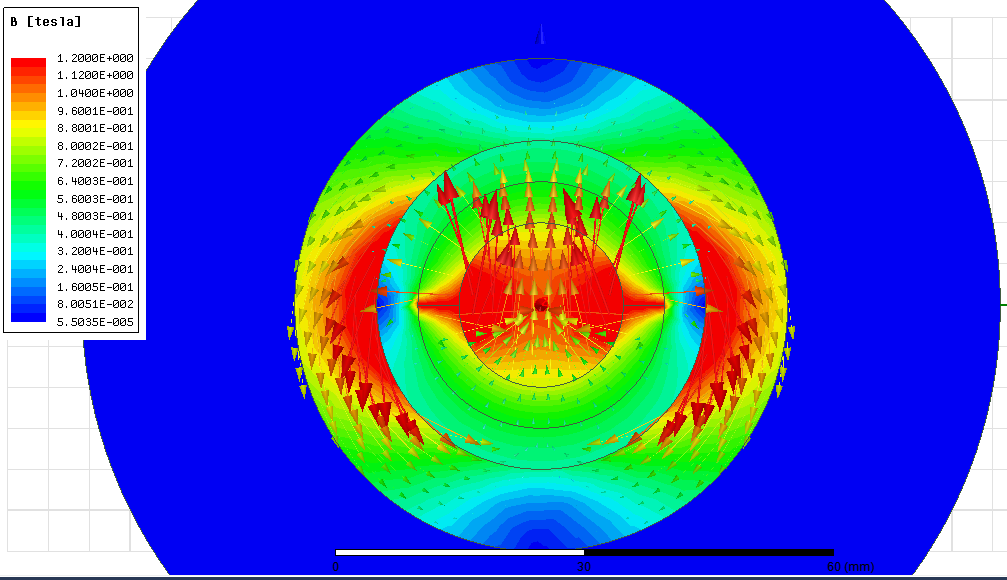 B [tesla]
1.2000E+000
1.1200E+000
1.0400E+000
9.6001E-001
8.8001E-001
8.0002E-001
7.2002E-001
6.4003E-001
5.6003E-001
4.8003E-001
4.0004E-001
3.2004E-001
2.4004E-001
1.6005E-001
8.0051E-002
5.5035E-005
0 30 60 (mm)